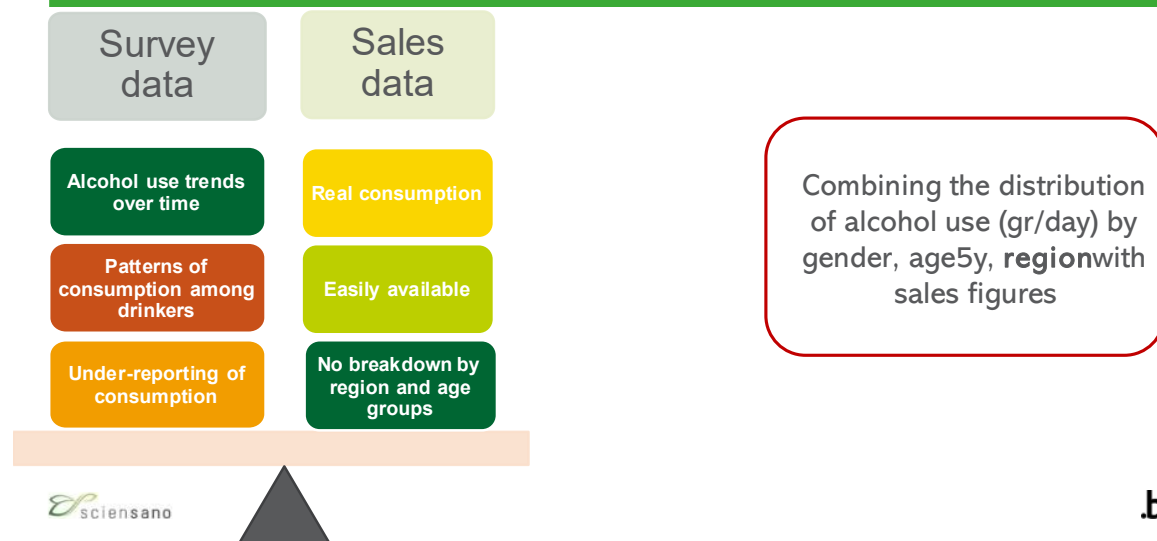 Survey
data
Alcohol use trends
over time
Patterns of
consumption among
drinkers
Under-reporting of
consumption
Sales
data
Real consumption
Easily available
No breakdown by
region and age
groups
Combining the distribution
of alcohol use (gr/day) by
gender, age5y, regionwith
sales figures
sciensano
.b